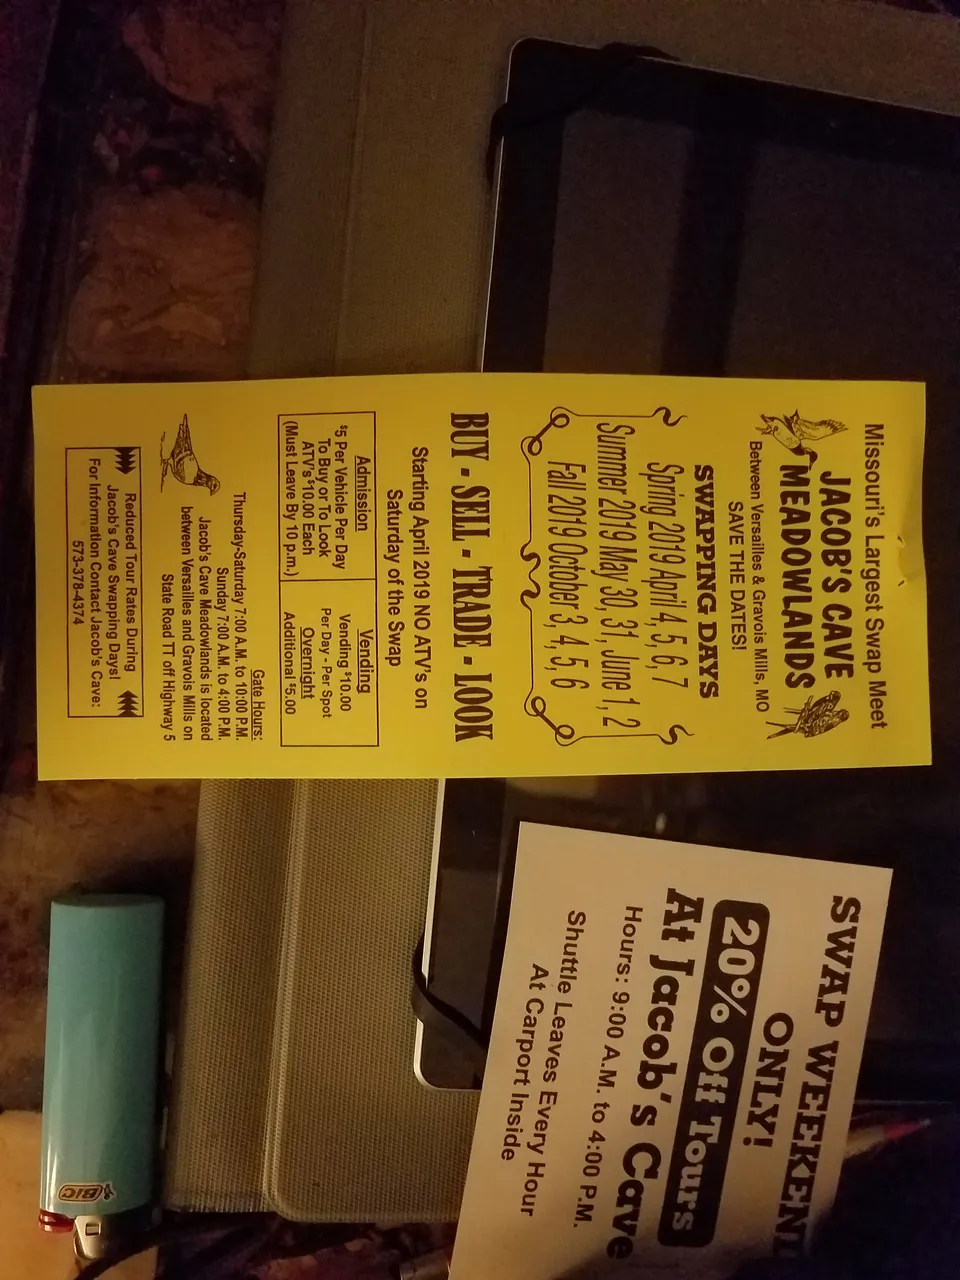 Missouri's Largest Swap Meet
JACOB'S CAVE
MEADOWLANDS
Between Versailles & Gravois Mills, MO
SAVE THE DATES!
SWAPPING DAYS
Spring 2019 April 4, 5, 6, 7
Summer 2019 May 30, 31, June 1, 2
Fall 2019 October 3, 4, 5, 6
BUY - SELL - TRADE - LOOK
Starting April 2019 NO ATV's on
Saturday of the Swap
Admission
$5 Per Vehicle Per Day
To Buy or To Look
ATV's $10.00 Each
(Must Leave By 10 p.m.)
Vending
Vending $10.00
Per Day - Per Spot
Overnight
Additional $5.00
Gate Hours:
Thursday-Saturday 7:00 A.M. to 10:00 P.M.
Sunday 7:00 A.M. to 4:00 P.M.
Jacob's Cave Meadowlands is located
between Versailles and Gravois Mills on
State Road TT off Highway 5
Reduced Tour Rates During
Jacob's Cave Swapping Days!
For Information Contact Jacob's Cave:
573-378-4374
SWAP WEEKEND
ONLY!
20% Off Tours
At Jacob's Cave
Hours: 9:00 A.M. to 4:00 P.M.
Shuttle Leaves Every Hour
At Carport Inside
BIC